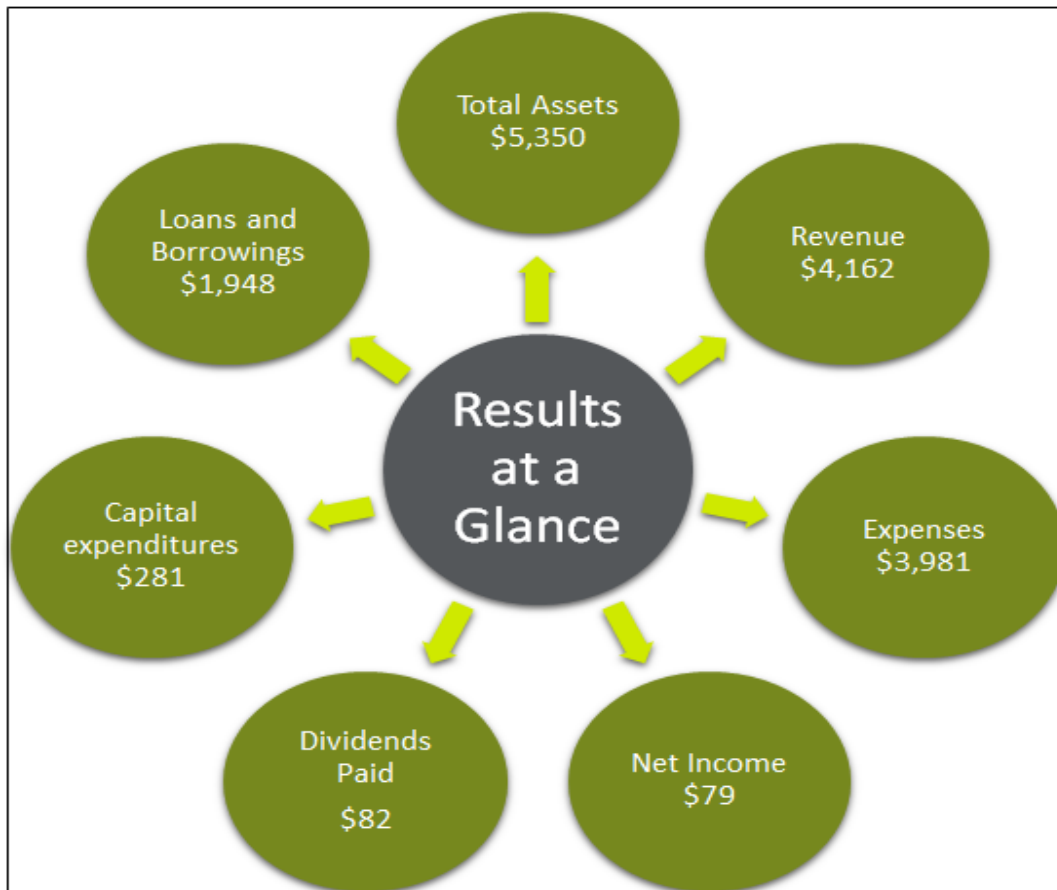 Total Assets
$5,350
Revenue
$4,162
Expenses
$3,981
Net Income
$79
Dividends
Paid
$82
Capital
expenditures
$281
Loans and
Borrowings
$1,948
Results
at a
Glance